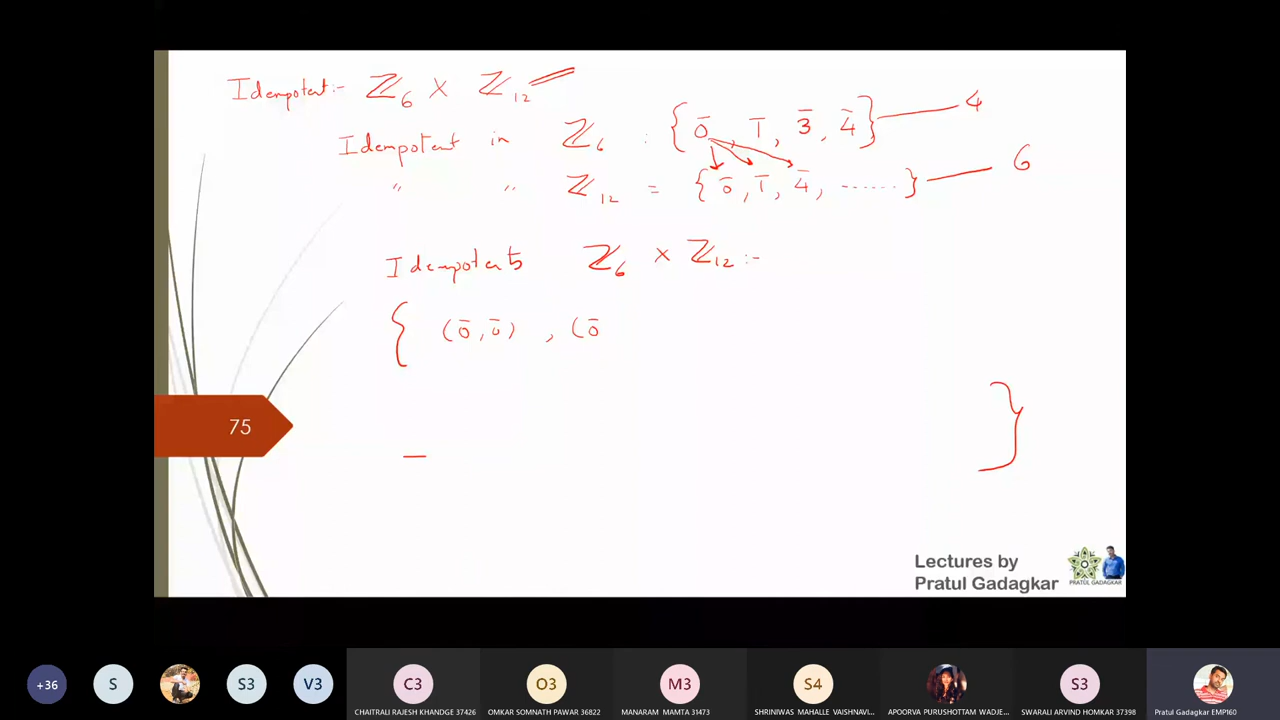 Idempotent:- ℤ₆ × ℤ₁₂
Idempotent in ℤ₆ : {0̄, 1̄, 3̄, 4̄} — 4
" " ℤ₁₂ = {0̄, 1̄, 4̄, ......} — 6
Idempotents ℤ₆ × ℤ₁₂ :-
{ (0̄, 0̄) , (0̄
}
75
Lectures by
Pratul Gadagkar
PRATUL GADAGKAR
+36 S S3 V3 C3 O3 M3 S4 S3
CHAITRALI RAJESH KHANDGE 37426 OMKAR SOMNATH PAWAR 36822 MANARAM MAMTA 31473 SHRINIWAS MAHALLE VAISHNAVI... APOORVA PURUSHOTTAM WADJE... SWARALI ARVIND HOMKAR 37398 Pratul Gadagkar EMP160